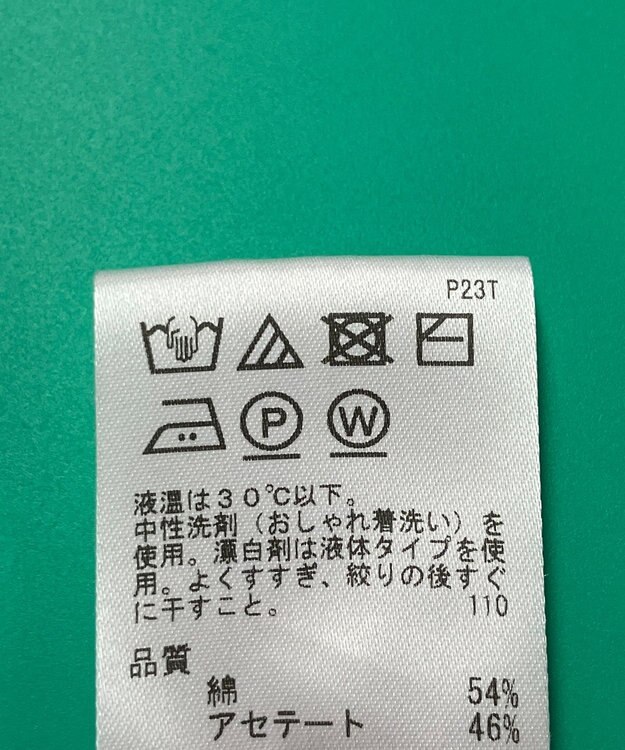 P23T
P W
液温は30℃以下。
中性洗剤（おしゃれ着洗い）を
使用。漂白剤は液体タイプを使
用。よくすすぎ、絞りの後すぐ
に干すこと。 110
品質
綿 54%
アセテート 46%